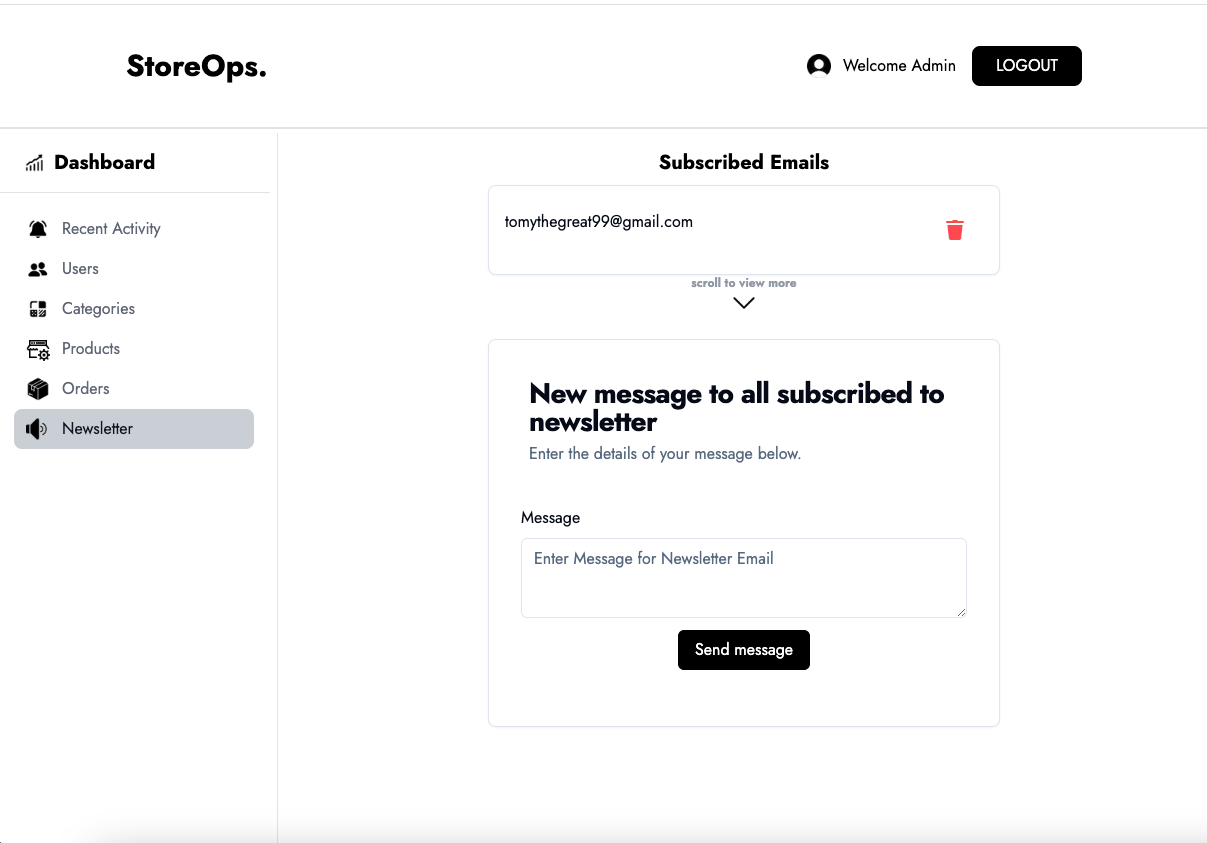 StoreOps.
Welcome Admin
LOGOUT
Dashboard
Recent Activity
Users
Categories
Products
Orders
Newsletter
Subscribed Emails
tomythegreat99@gmail.com
scroll to view more
New message to all subscribed to
newsletter
Enter the details of your message below.
Message
Enter Message for Newsletter Email
Send message